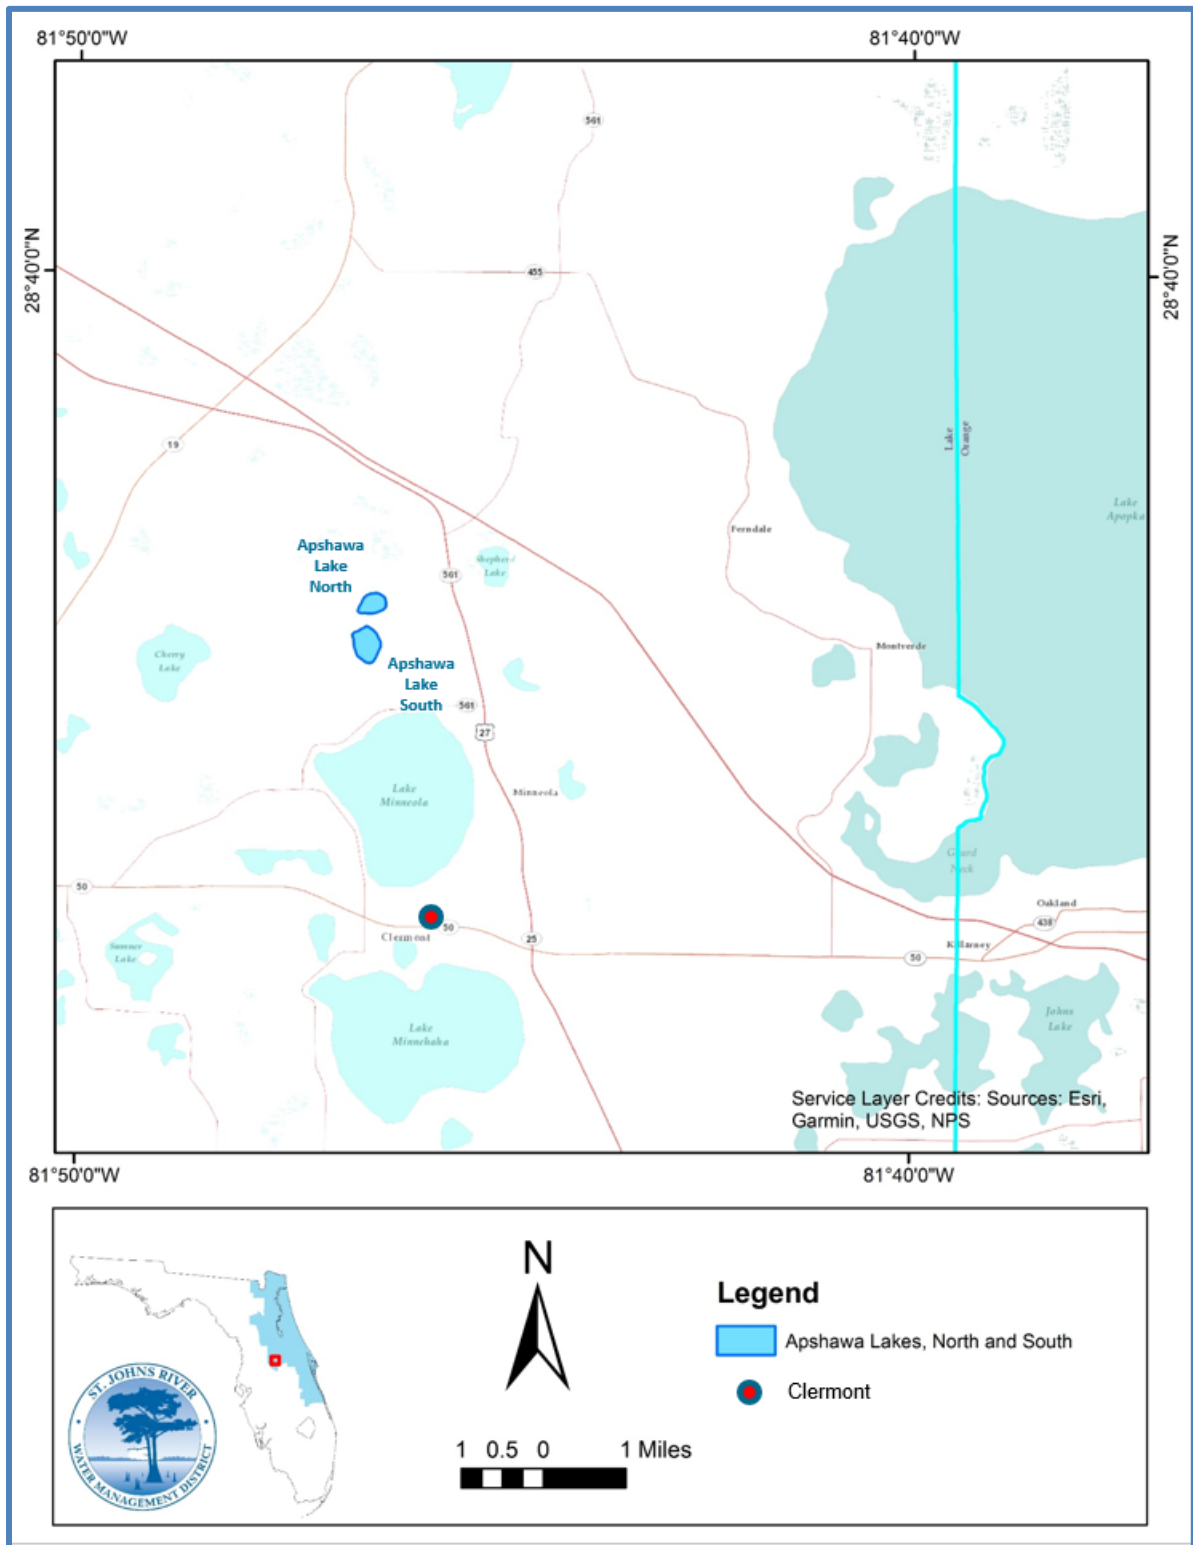 81°50'0"W
81°40'0"W
28°40'0"N
28°40'0"N
561
455
19
Lake
Orange
Lake
Apopka
Ferndale
Apshawa
Lake
North
Shepherd
Lake
561
Cherry
Lake
Montverde
Apshawa
Lake
South
561
27
Lake
Minneola
Minneola
Gourd
Neck
50
Oakland
438
50
Clermont
25
Killarney
50
Sumner
Lake
Lake
Minnehaha
Johns
Lake
Service Layer Credits: Sources: Esri,
Garmin, USGS, NPS
81°50'0"W
81°40'0"W
N
Legend
Apshawa Lakes, North and South
Clermont
1 0.5 0 1 Miles
ST. JOHNS RIVER
WATER MANAGEMENT DISTRICT